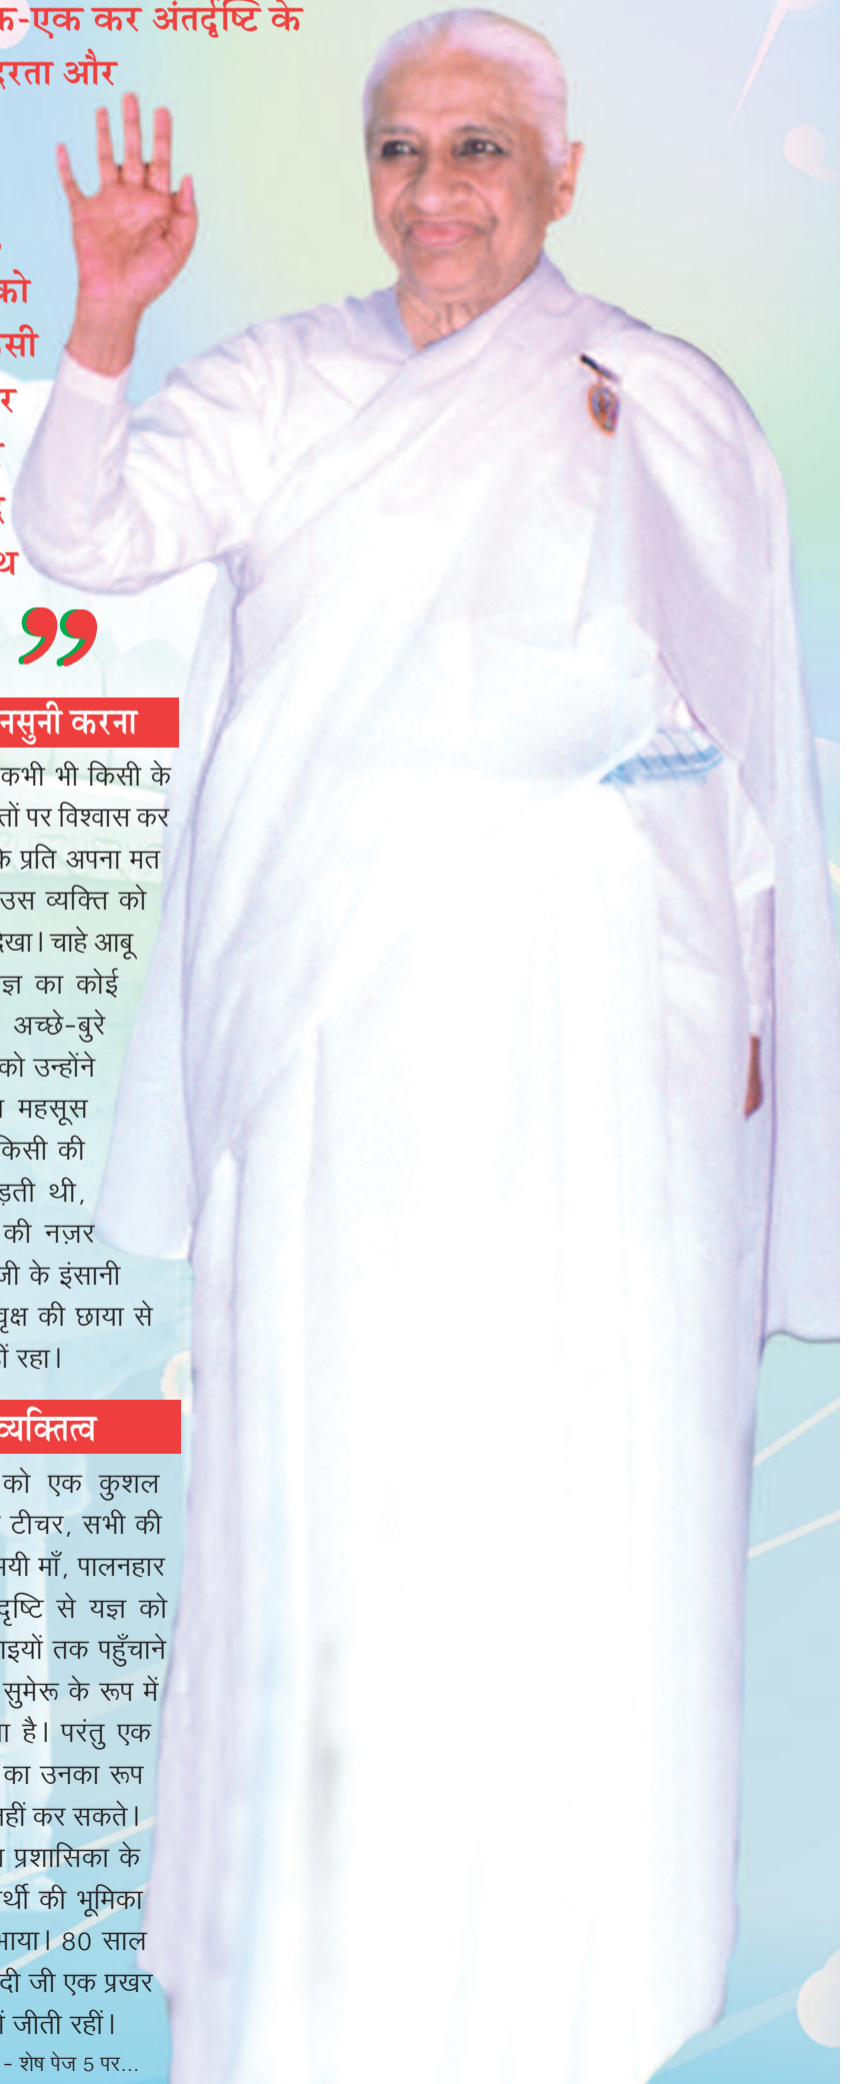 क-एक कर अंतर्दृष्टि के
रता और
को
सी
र
थ
”
नसुनी करना
कभी भी किसी के
तों पर विश्वास कर
के प्रति अपना मत
उस व्यक्ति को
देखा। चाहे आबू
ज्ञ का कोई
अच्छे-बुरे
को उन्होंने
महसूस
किसी की
ड़ती थी,
की नज़र
जी के इंसानी
वृक्ष की छाया से
ीं रहा।
व्यक्तित्व
को एक कुशल
टीचर, सभी की
मयी माँ, पालनहार
दृष्टि से यज्ञ को
ाइयों तक पहुँचाने
सुमेरू के रूप में
ा है। परंतु एक
का उनका रूप
नहीं कर सकते।
प्रशासिका के
र्थी की भूमिका
भाया। 80 साल
दी जी एक प्रखर
ं जीती रहीं।
- शेष पेज 5 पर...